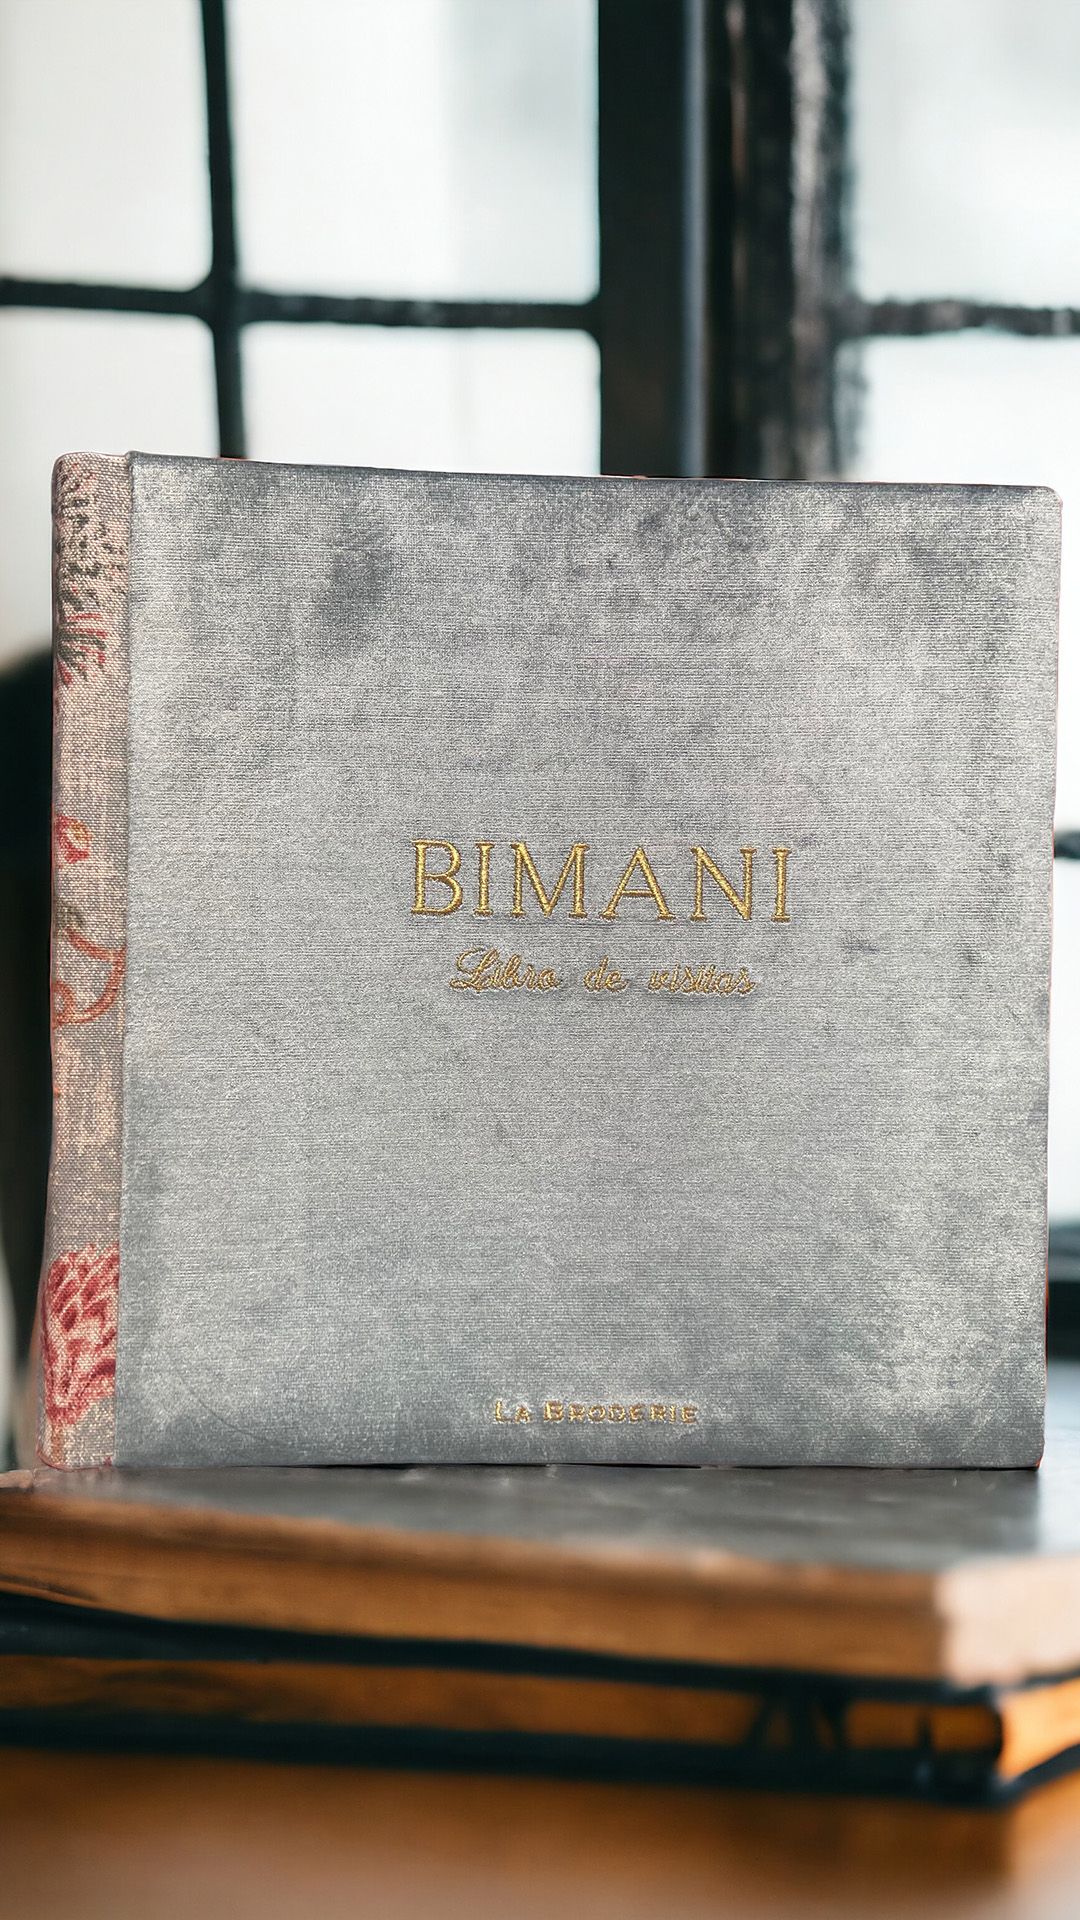 BIMANI
Libro de visitas
LA BRODERIE